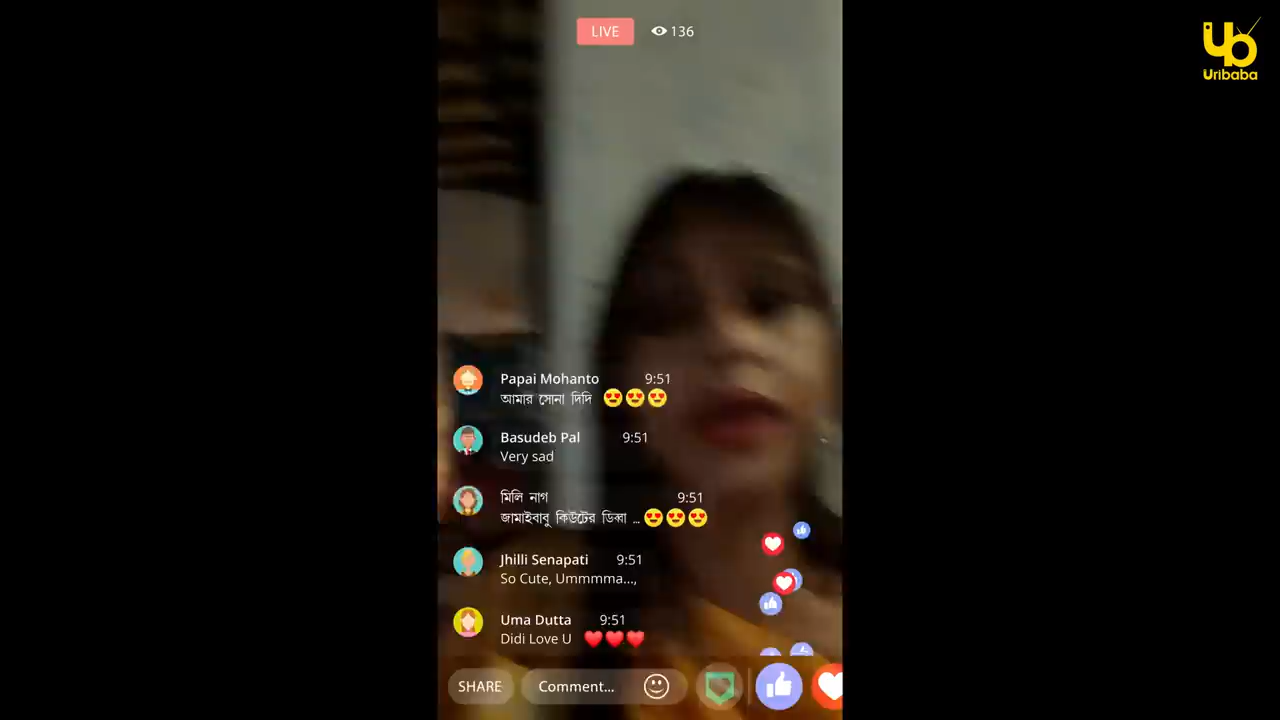 LIVE 136
Uribaba
Papai Mohanto 9:51
আমার সোনা দিদি 😍😍😍
Basudeb Pal 9:51
Very sad
মিলি নাগ 9:51
জামাইবাবু কিউটের ডিব্বা ... 😍😍😍
Jhilli Senapati 9:51
So Cute, Ummmma...,
Uma Dutta 9:51
Didi Love U ❤️❤️❤️
SHARE Comment...